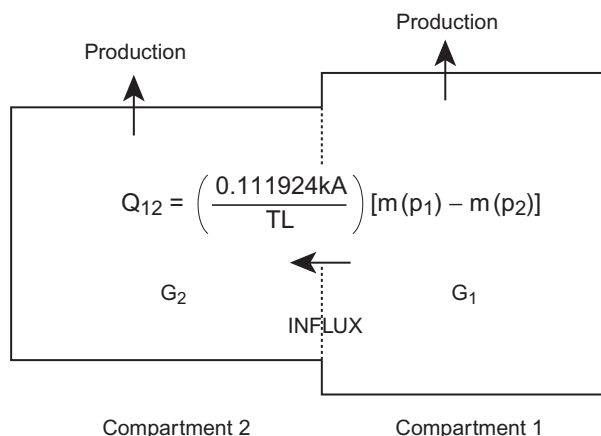 Production
Production
Q₁₂ = (0.111924kA / TL) [m(p₁) − m(p₂)]
G₂
G₁
INFLUX
Compartment 2
Compartment 1